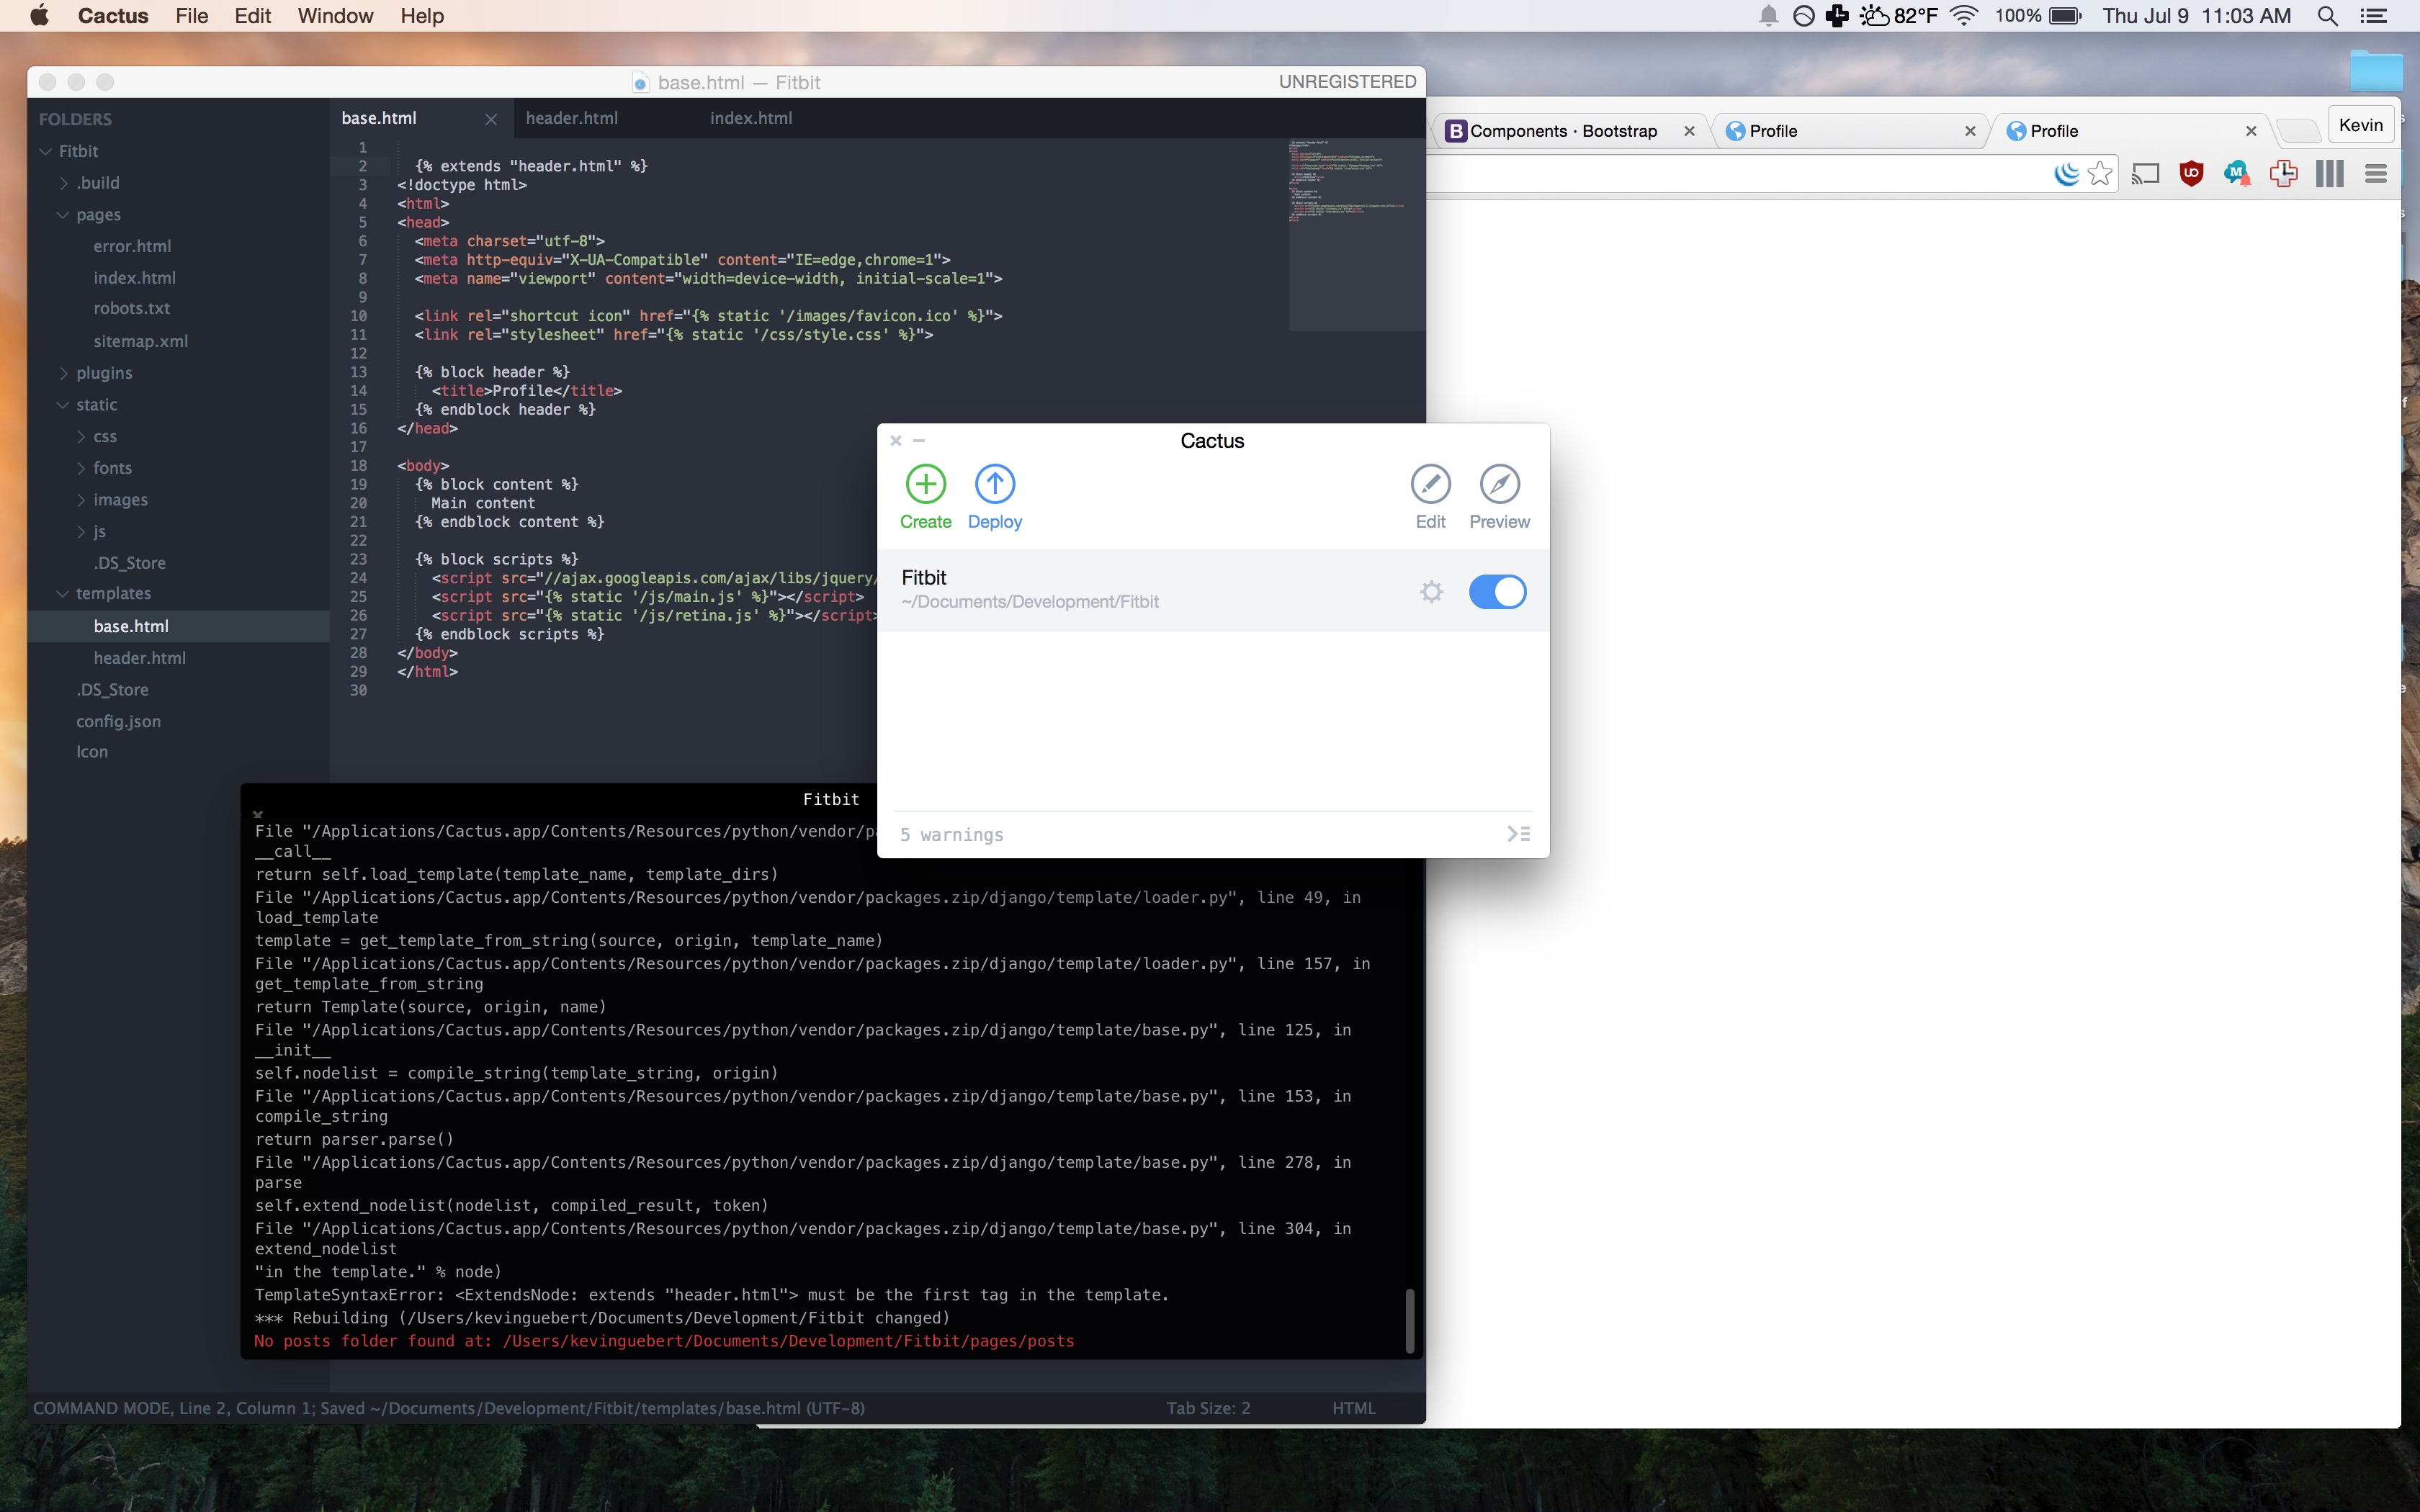 Cactus File Edit Window Help
82°F 100% Thu Jul 9 11:03 AM
base.html — Fitbit UNREGISTERED
FOLDERS
Fitbit
.build
pages
error.html
index.html
robots.txt
sitemap.xml
plugins
static
css
fonts
images
js
.DS_Store
templates
base.html
header.html
.DS_Store
config.json
Icon
base.html header.html index.html
1
2 {% extends "header.html" %}
3 <!doctype html>
4 <html>
5 <head>
6 <meta charset="utf-8">
7 <meta http-equiv="X-UA-Compatible" content="IE=edge,chrome=1">
8 <meta name="viewport" content="width=device-width, initial-scale=1">
9
10 <link rel="shortcut icon" href="{% static '/images/favicon.ico' %}">
11 <link rel="stylesheet" href="{% static '/css/style.css' %}">
12
13 {% block header %}
14 <title>Profile</title>
15 {% endblock header %}
16 </head>
17
18 <body>
19 {% block content %}
20 Main content
21 {% endblock content %}
22
23 {% block scripts %}
24 <script src="//ajax.googleapis.com/ajax/libs/jquery/
25 <script src="{% static '/js/main.js' %}"></script>
26 <script src="{% static '/js/retina.js' %}"></script>
27 {% endblock scripts %}
28 </body>
29 </html>
30
Components · Bootstrap Profile Profile Kevin
Cactus
Create Deploy Edit Preview
Fitbit
~/Documents/Development/Fitbit
5 warnings
Fitbit
File "/Applications/Cactus.app/Contents/Resources/python/vendor/pa
__call__
return self.load_template(template_name, template_dirs)
File "/Applications/Cactus.app/Contents/Resources/python/vendor/packages.zip/django/template/loader.py", line 49, in
load_template
template = get_template_from_string(source, origin, template_name)
File "/Applications/Cactus.app/Contents/Resources/python/vendor/packages.zip/django/template/loader.py", line 157, in
get_template_from_string
return Template(source, origin, name)
File "/Applications/Cactus.app/Contents/Resources/python/vendor/packages.zip/django/template/base.py", line 125, in
__init__
self.nodelist = compile_string(template_string, origin)
File "/Applications/Cactus.app/Contents/Resources/python/vendor/packages.zip/django/template/base.py", line 153, in
compile_string
return parser.parse()
File "/Applications/Cactus.app/Contents/Resources/python/vendor/packages.zip/django/template/base.py", line 278, in
parse
self.extend_nodelist(nodelist, compiled_result, token)
File "/Applications/Cactus.app/Contents/Resources/python/vendor/packages.zip/django/template/base.py", line 304, in
extend_nodelist
"in the template." % node)
TemplateSyntaxError: <ExtendsNode: extends "header.html"> must be the first tag in the template.
*** Rebuilding (/Users/kevinguebert/Documents/Development/Fitbit changed)
No posts folder found at: /Users/kevinguebert/Documents/Development/Fitbit/pages/posts
COMMAND MODE, Line 2, Column 1; Saved ~/Documents/Development/Fitbit/templates/base.html (UTF-8) Tab Size: 2 HTML